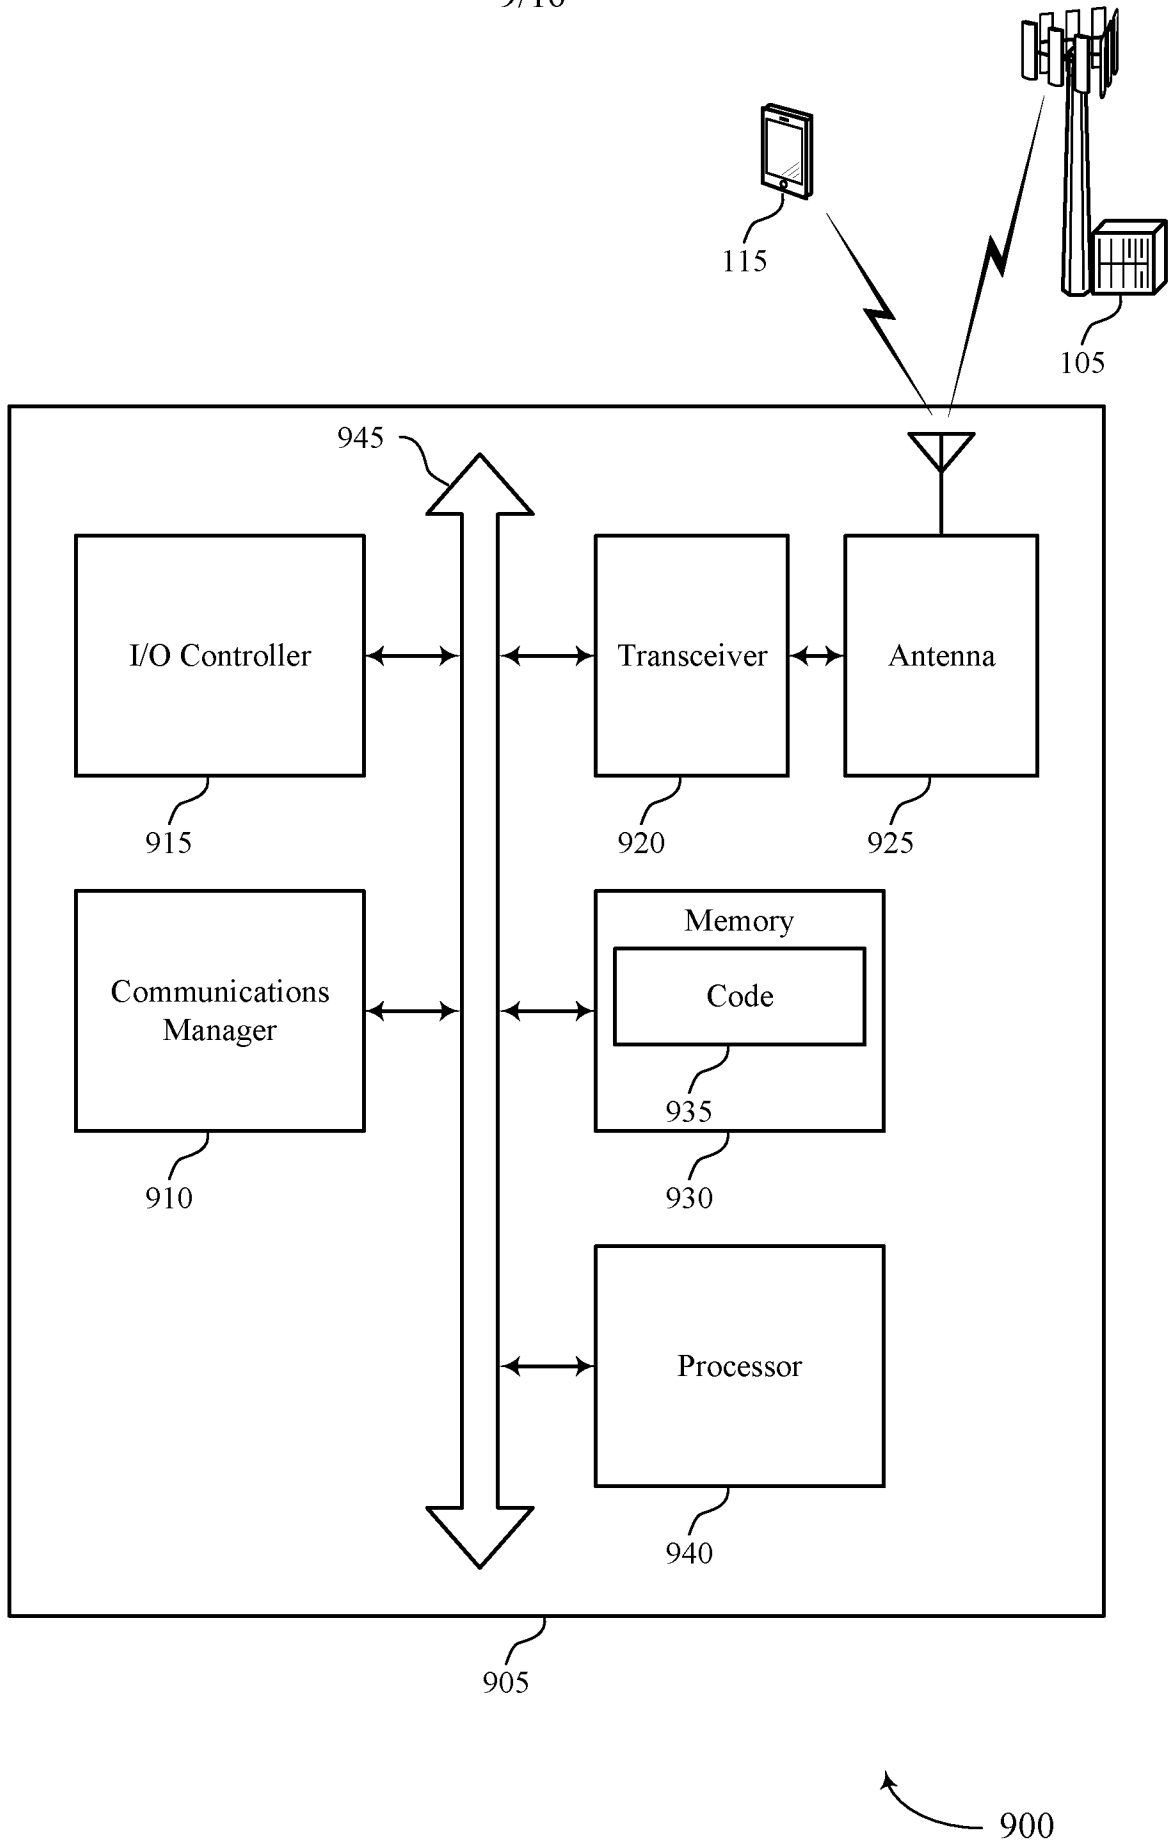 115
105
945
I/O Controller
Transceiver
Antenna
915
920
925
Memory
Code
Communications
Manager
935
910
930
Processor
940
905
900